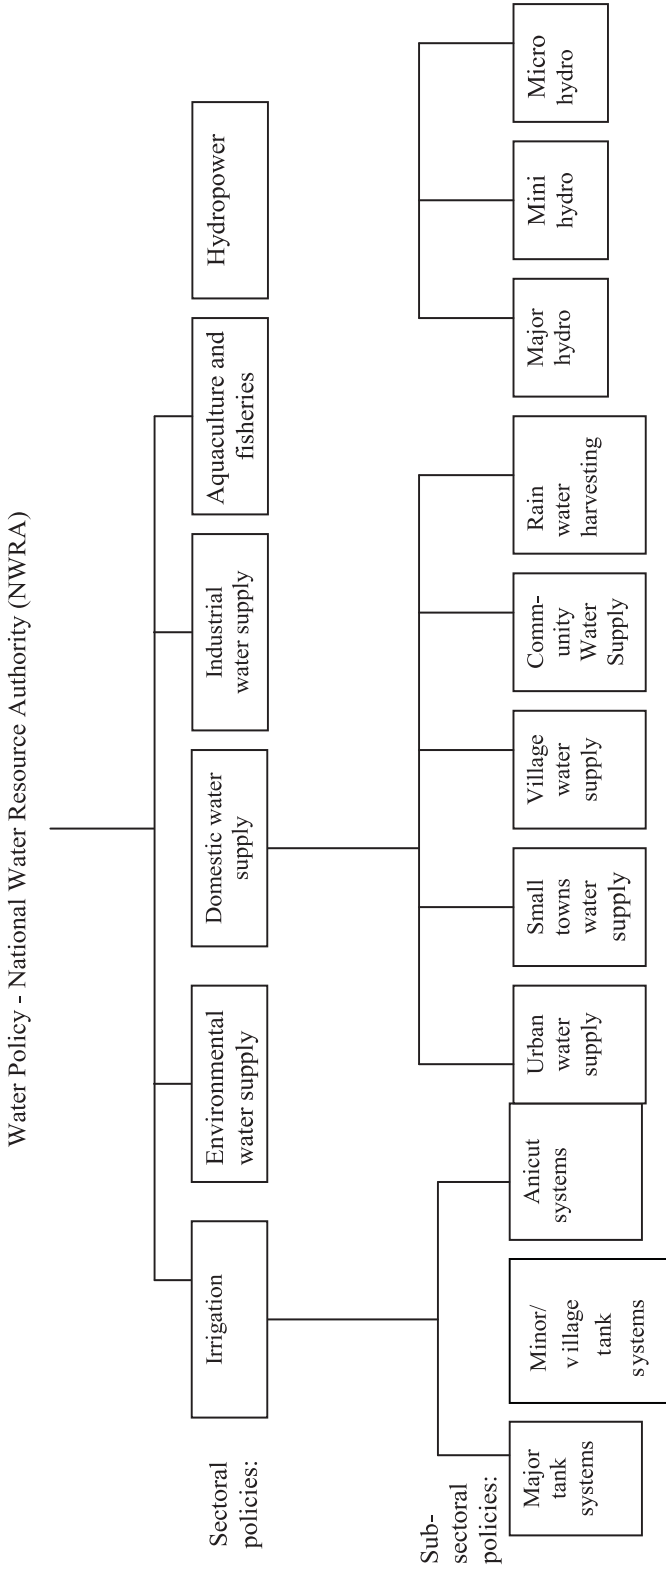 Water Policy - National Water Resource Authority (NWRA)
Sectoral
policies:
Irrigation
Environmental
water supply
Domestic water
supply
Industrial
water supply
Aquaculture and
fisheries
Hydropower
Sub-
sectoral
policies:
Major
tank
systems
Minor/
v illage
tank
systems
Anicut
systems
Urban
water
supply
Small
towns
water
supply
Village
water
supply
Comm-
unity
Water
Supply
Rain
water
harvesting
Major
hydro
Mini
hydro
Micro
hydro